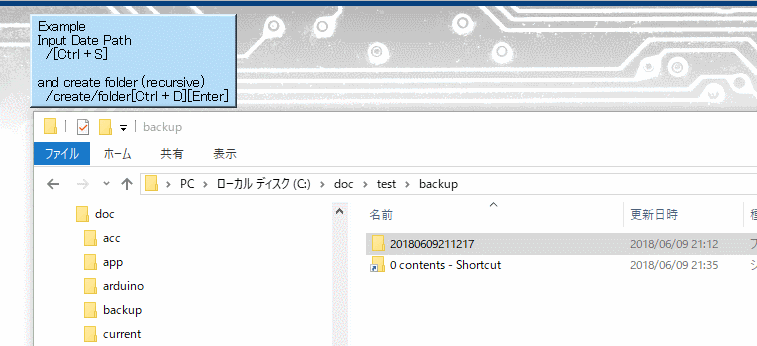 Example
Input Date Path
/[Ctrl + S]
and create folder (recursive)
/create/folder[Ctrl + D][Enter]
backup
ファイル ホーム 共有 表示
PC › ローカル ディスク (C:) › doc › test › backup
doc
acc
app
arduino
backup
current
名前 更新日時
20180609211217 2018/06/09 21:12
0 contents - Shortcut 2018/06/09 21:35